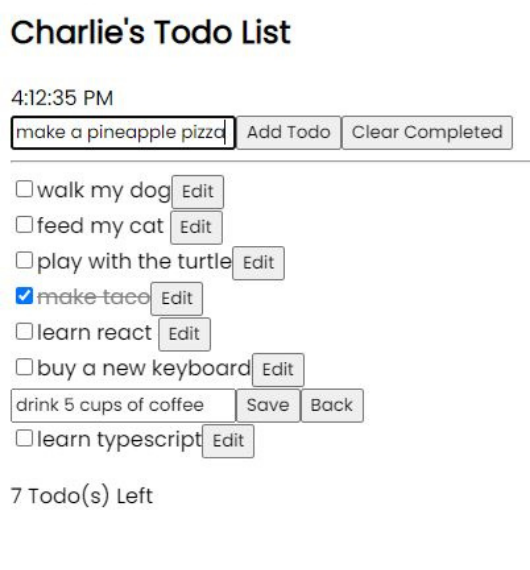 Charlie's Todo List
4:12:35 PM
make a pineapple pizza Add Todo Clear Completed
walk my dog Edit
feed my cat Edit
play with the turtle Edit
make taco Edit
learn react Edit
buy a new keyboard Edit
drink 5 cups of coffee Save Back
learn typescript Edit
7 Todo(s) Left